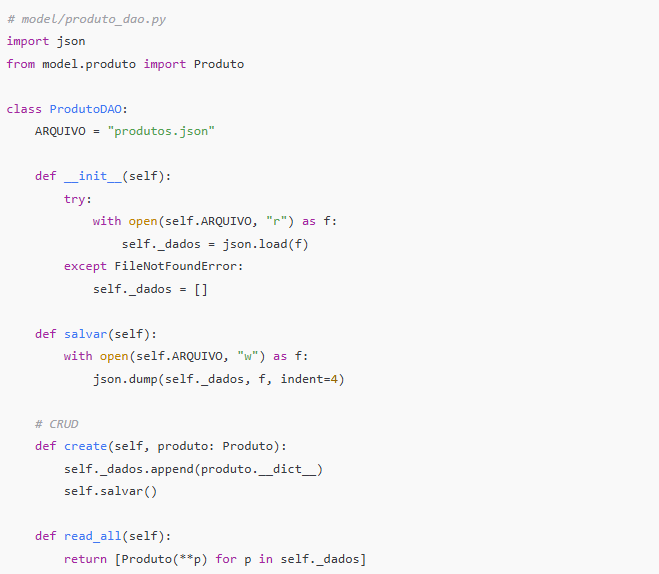 # model/produto_dao.py
import json
from model.produto import Produto

class ProdutoDAO:
    ARQUIVO = "produtos.json"

    def __init__(self):
        try:
            with open(self.ARQUIVO, "r") as f:
                self._dados = json.load(f)
        except FileNotFoundError:
            self._dados = []

    def salvar(self):
        with open(self.ARQUIVO, "w") as f:
            json.dump(self._dados, f, indent=4)

    # CRUD
    def create(self, produto: Produto):
        self._dados.append(produto.__dict__)
        self.salvar()

    def read_all(self):
        return [Produto(**p) for p in self._dados]